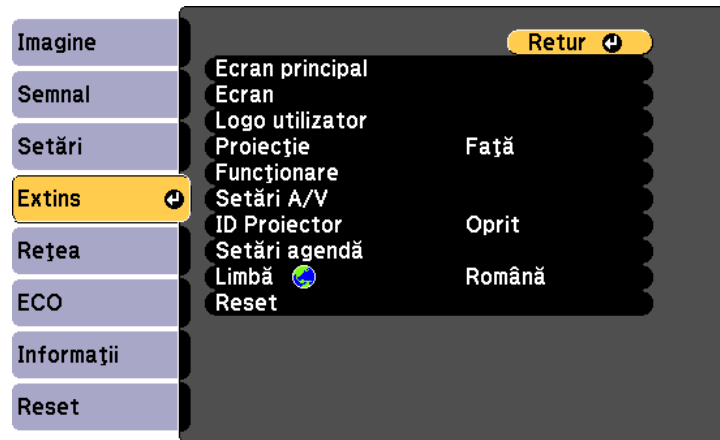 Imagine
Semnal
Setări
Extins
Reţea
ECO
Informaţii
Reset
Retur
Ecran principal
Ecran
Logo utilizator
Proiecţie Faţă
Funcţionare
Setări A/V
ID Proiector Oprit
Setări agendă
Limbă Română
Reset